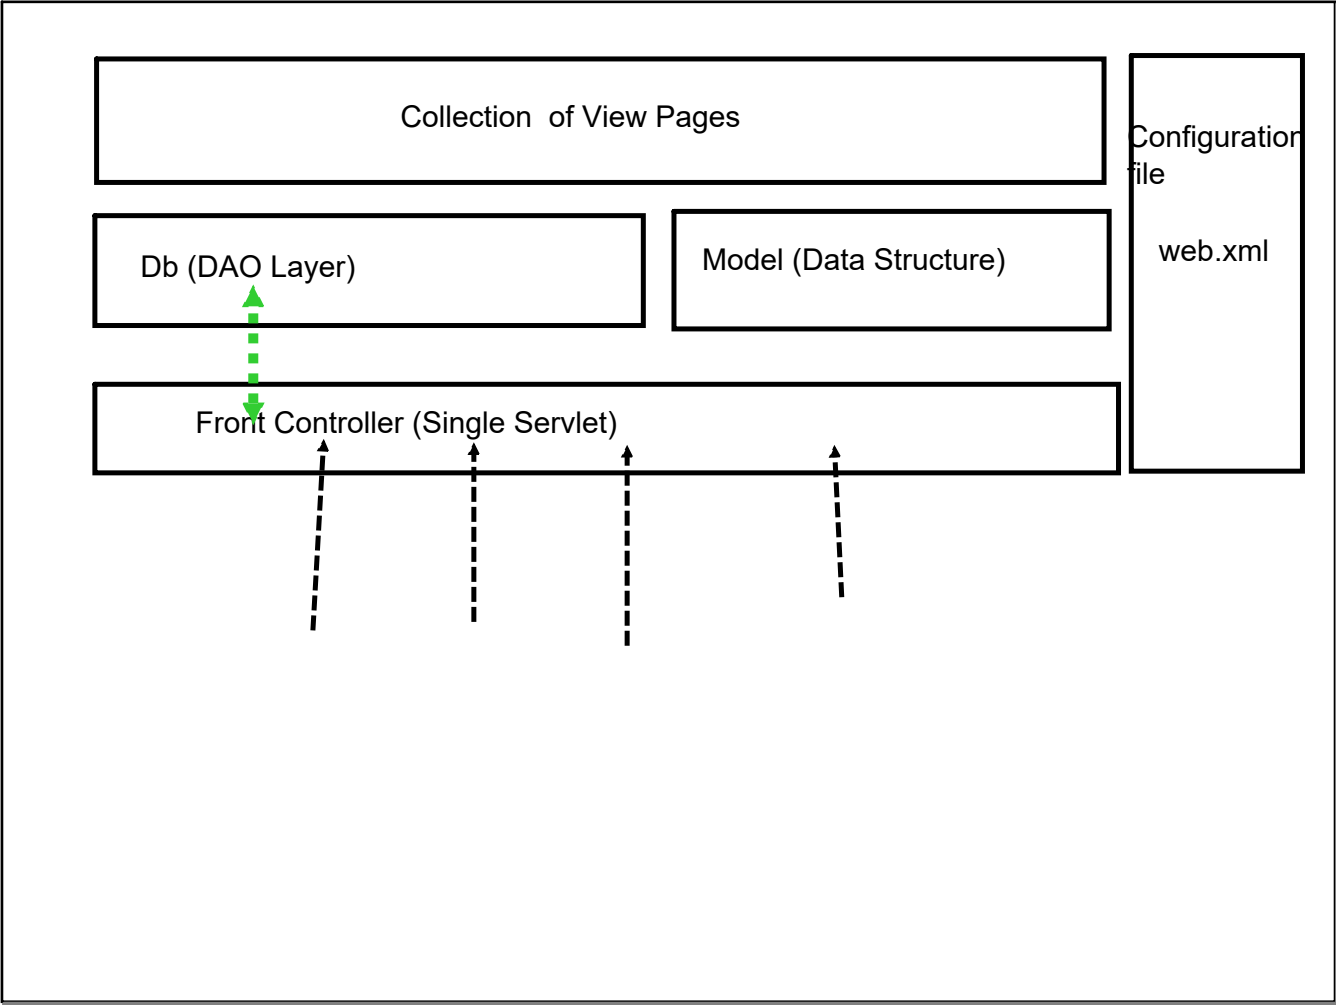 Collection  of View Pages
Configuration
file
web.xml
Db (DAO Layer)
Model (Data Structure)
Front Controller (Single Servlet)